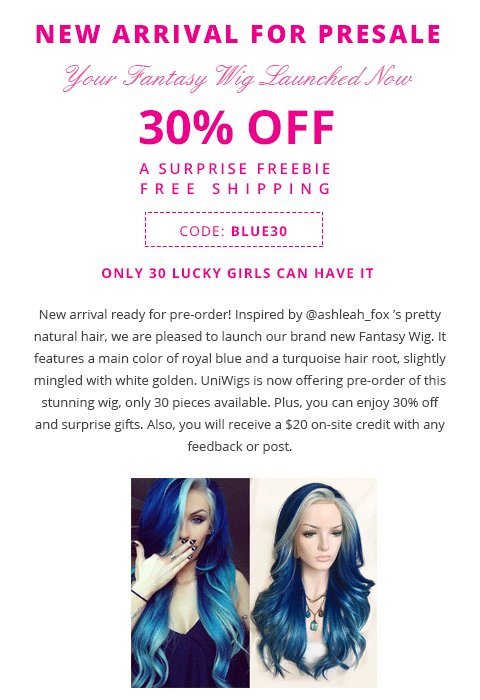 NEW ARRIVAL FOR PRESALE
Your Fantasy Wig Launched Now
30% OFF
A SURPRISE FREEBIE
FREE SHIPPING
CODE: BLUE30
ONLY 30 LUCKY GIRLS CAN HAVE IT
New arrival ready for pre-order! Inspired by @ashleah_fox 's pretty
natural hair, we are pleased to launch our brand new Fantasy Wig. It
features a main color of royal blue and a turquoise hair root, slightly
mingled with white golden. UniWigs is now offering pre-order of this
stunning wig, only 30 pieces available. Plus, you can enjoy 30% off
and surprise gifts. Also, you will receive a $20 on-site credit with any
feedback or post.